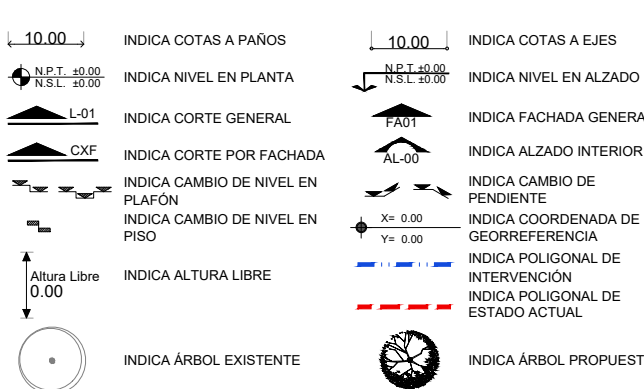 10.00 INDICA COTAS A PAÑOS
N.P.T. ±0.00
N.S.L. ±0.00
INDICA NIVEL EN PLANTA
L-01 INDICA CORTE GENERAL
CXF INDICA CORTE POR FACHADA
INDICA CAMBIO DE NIVEL EN
PLAFÓN
INDICA CAMBIO DE NIVEL EN
PISO
Altura Libre
0.00
INDICA ALTURA LIBRE
INDICA ÁRBOL EXISTENTE
10.00 INDICA COTAS A EJES
N.P.T. ±0.00
N.S.L. ±0.00
INDICA NIVEL EN ALZADO
FA01
INDICA FACHADA GENERA
AL-00
INDICA ALZADO INTERIOR
INDICA CAMBIO DE
PENDIENTE
X= 0.00
Y= 0.00
INDICA COORDENADA DE
GEORREFERENCIA
INDICA POLIGONAL DE
INTERVENCIÓN
INDICA POLIGONAL DE
ESTADO ACTUAL
INDICA ÁRBOL PROPUEST